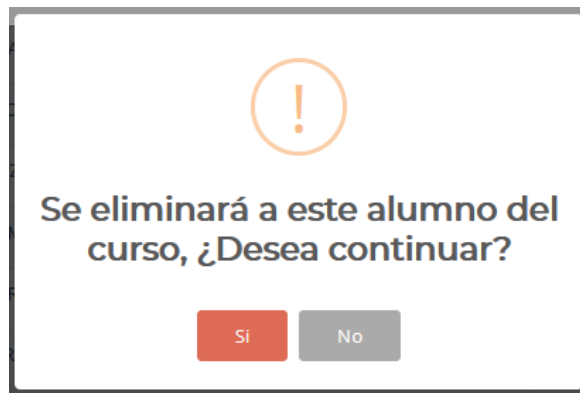 !
Se eliminará a este alumno del
curso, ¿Desea continuar?
Si
No